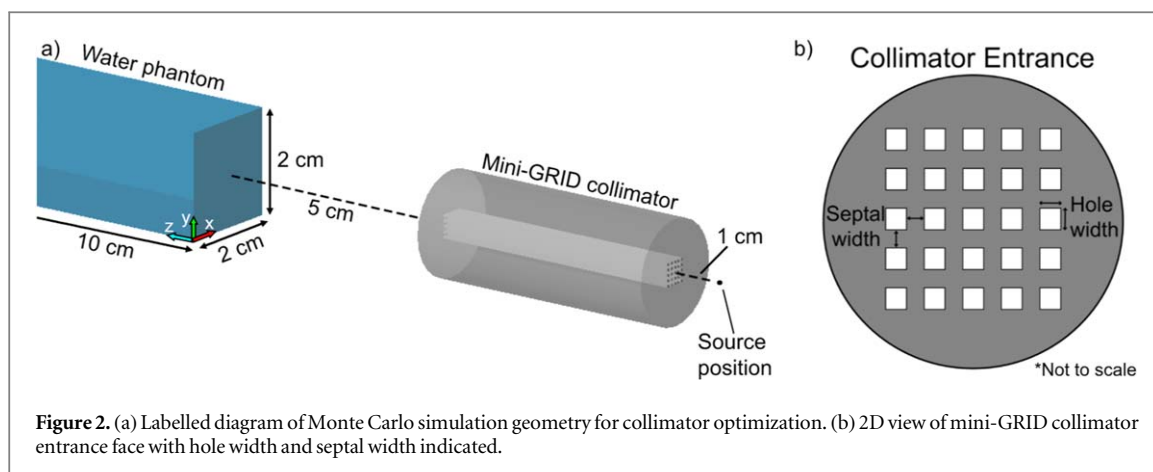 a)
Water phantom
2 cm
5 cm
Mini-GRID collimator
1 cm
z
y
x
10 cm
2 cm
Source
position
b)
Collimator Entrance
Septal
width
Hole
width
*Not to scale
Figure 2. (a) Labelled diagram of Monte Carlo simulation geometry for collimator optimization. (b) 2D view of mini-GRID collimator
entrance face with hole width and septal width indicated.